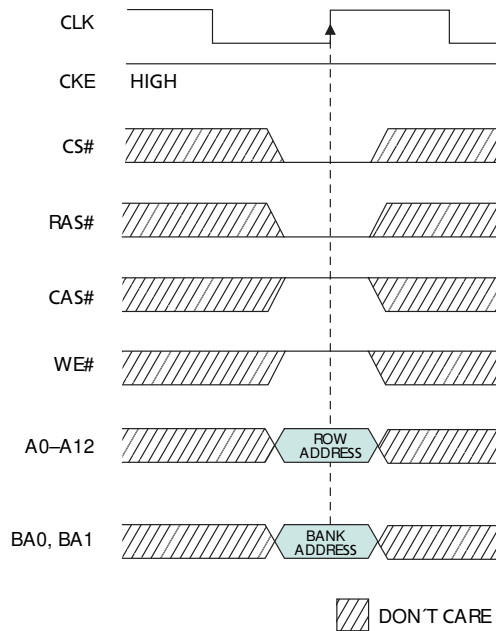 CLK
CKE HIGH
CS#
RAS#
CAS#
WE#
A0–A12
ROW
ADDRESS
BA0, BA1
BANK
ADDRESS
DON´T CARE